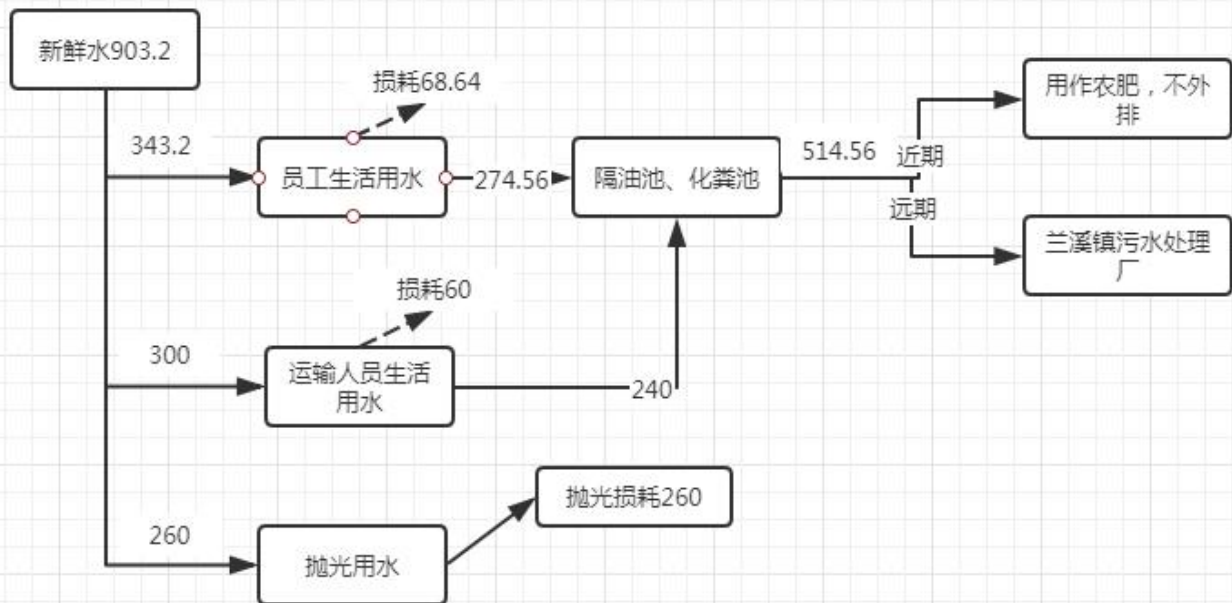 新鲜水903.2
损耗68.64
343.2
员工生活用水
274.56
隔油池、化粪池
514.56
近期
用作农肥，不外
排
远期
兰溪镇污水处理
厂
损耗60
300
运输人员生活
用水
240
抛光损耗260
260
抛光用水